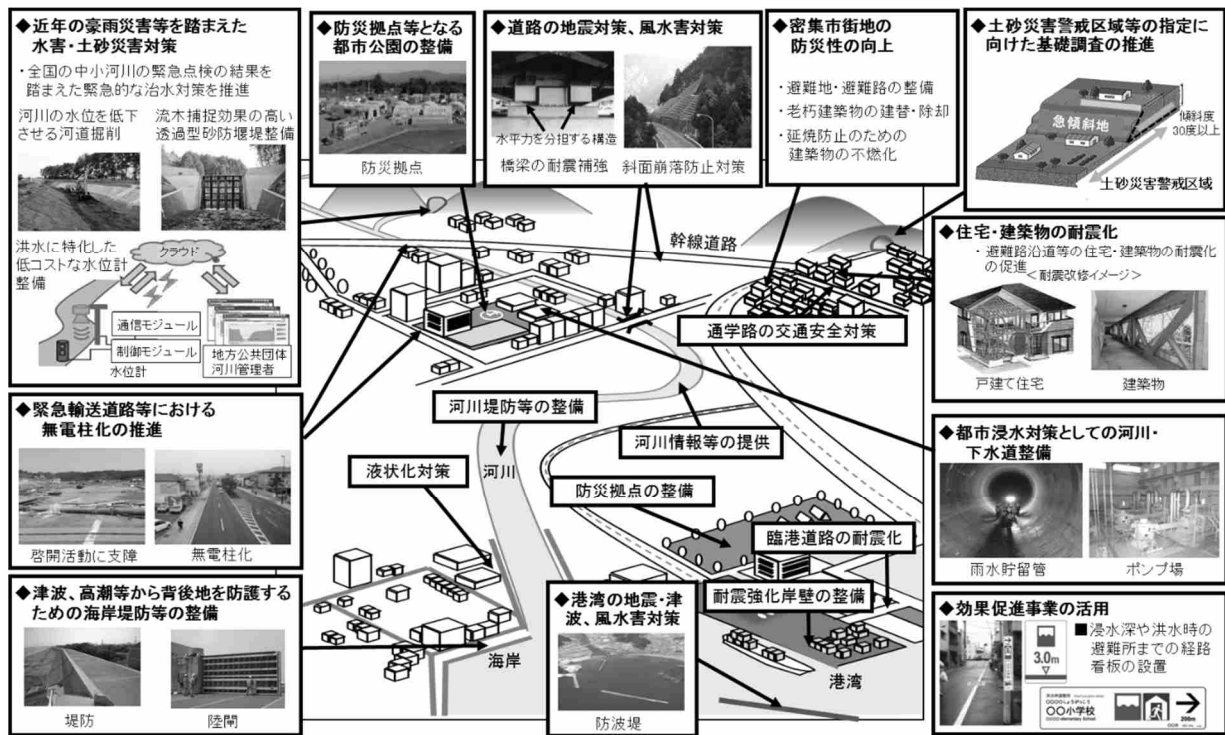 ◆近年の豪雨災害等を踏まえた
水害・土砂災害対策
・全国の中小河川の緊急点検の結果を
踏まえた緊急的な治水対策を推進
河川の水位を低下
させる河道掘削
流木捕捉効果の高い
透過型砂防堰堤整備
洪水に特化した
低コストな水位計
整備
クラウド
通信モジュール
制御モジュール
水位計
地方公共団体
河川管理者
◆防災拠点等となる
都市公園の整備
防災拠点
◆道路の地震対策、風水害対策
水平力を分担する構造
橋梁の耐震補強
斜面崩落防止対策
◆密集市街地の
防災性の向上
・避難地・避難路の整備
・老朽建築物の建替・除却
・延焼防止のための
建築物の不燃化
◆土砂災害警戒区域等の指定に
向けた基礎調査の推進
急傾斜地
傾斜度
30度以上
土砂災害警戒区域
◆住宅・建築物の耐震化
・避難路沿道等の住宅・建築物の耐震化
の促進
＜耐震改修イメージ＞
戸建て住宅
建築物
幹線道路
通学路の交通安全対策
河川堤防等の整備
河川情報等の提供
河川
液状化対策
防災拠点の整備
臨港道路の耐震化
耐震強化岸壁の整備
海岸
港湾
◆緊急輸送道路等における
無電柱化の推進
啓開活動に支障
無電柱化
◆都市浸水対策としての河川・
下水道整備
雨水貯留管
ポンプ場
◆津波、高潮等から背後地を防護する
ための海岸堤防等の整備
堤防
陸閘
◆港湾の地震・津
波、風水害対策
防波堤
◆効果促進事業の活用
■浸水深や洪水時の
避難所までの経路
看板の設置
3.0m
〇〇小学校
200m